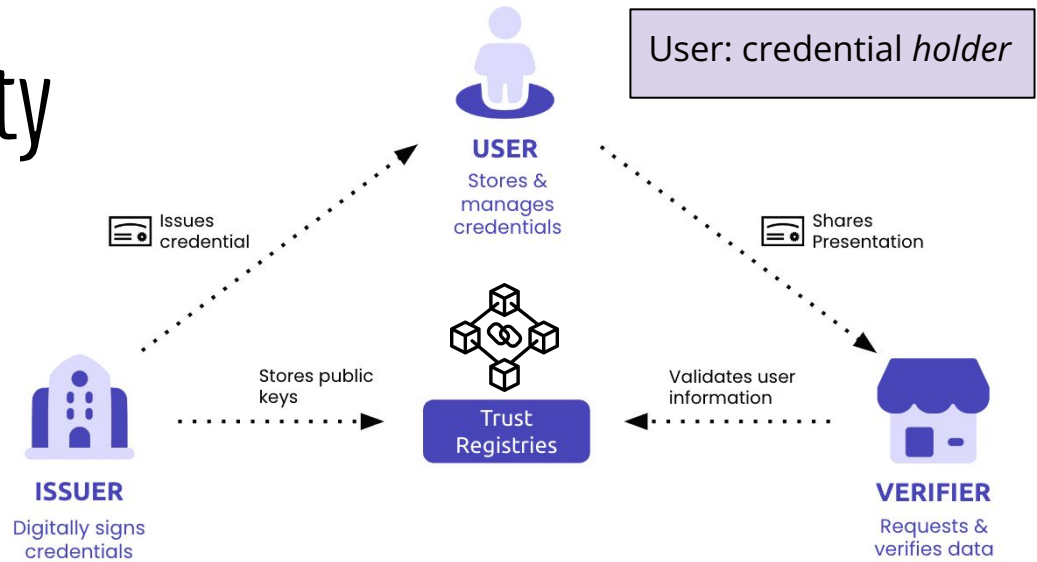 ty
User: credential holder
USER
Stores &
manages
credentials
Issues
credential
Shares
Presentation
Stores public
keys
Validates user
information
Trust
Registries
ISSUER
Digitally signs
credentials
VERIFIER
Requests &
verifies data